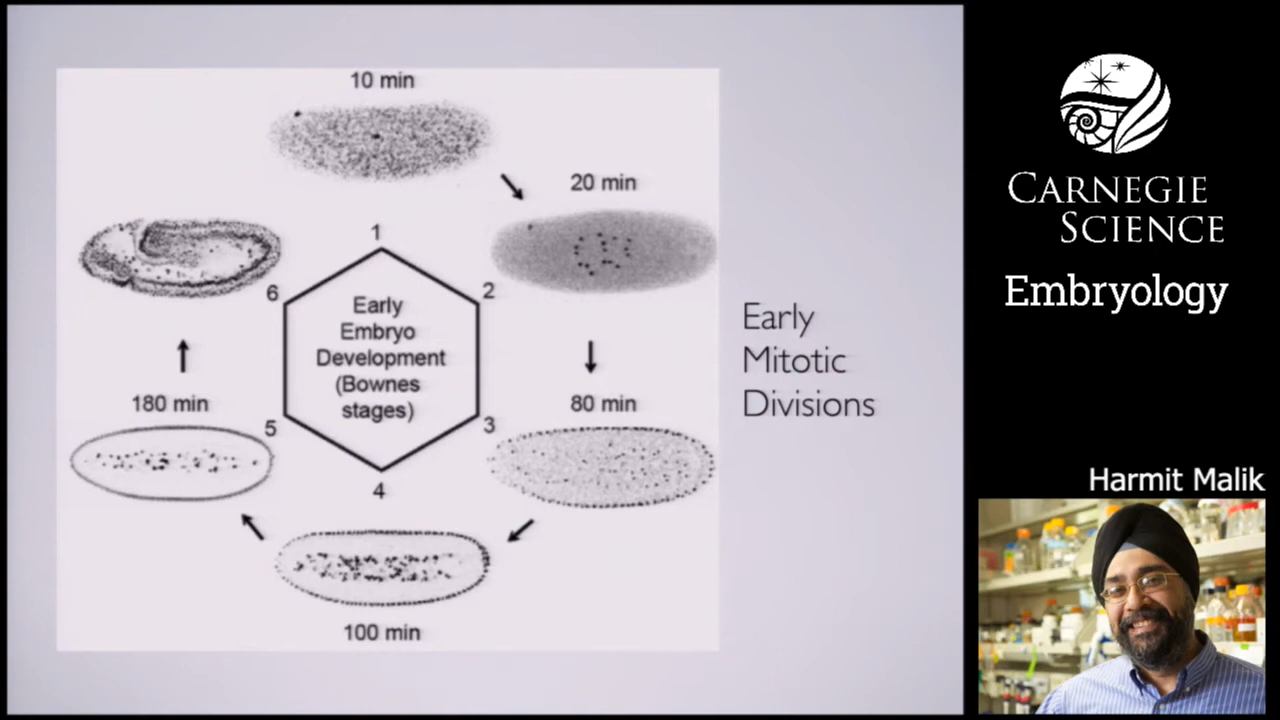 10 min
20 min
1
2
6
Early
Embryo
Development
(Bownes
stages)
180 min
80 min
5
3
4
100 min
Early
Mitotic
Divisions
CARNEGIE
SCIENCE
Embryology
Harmit Malik